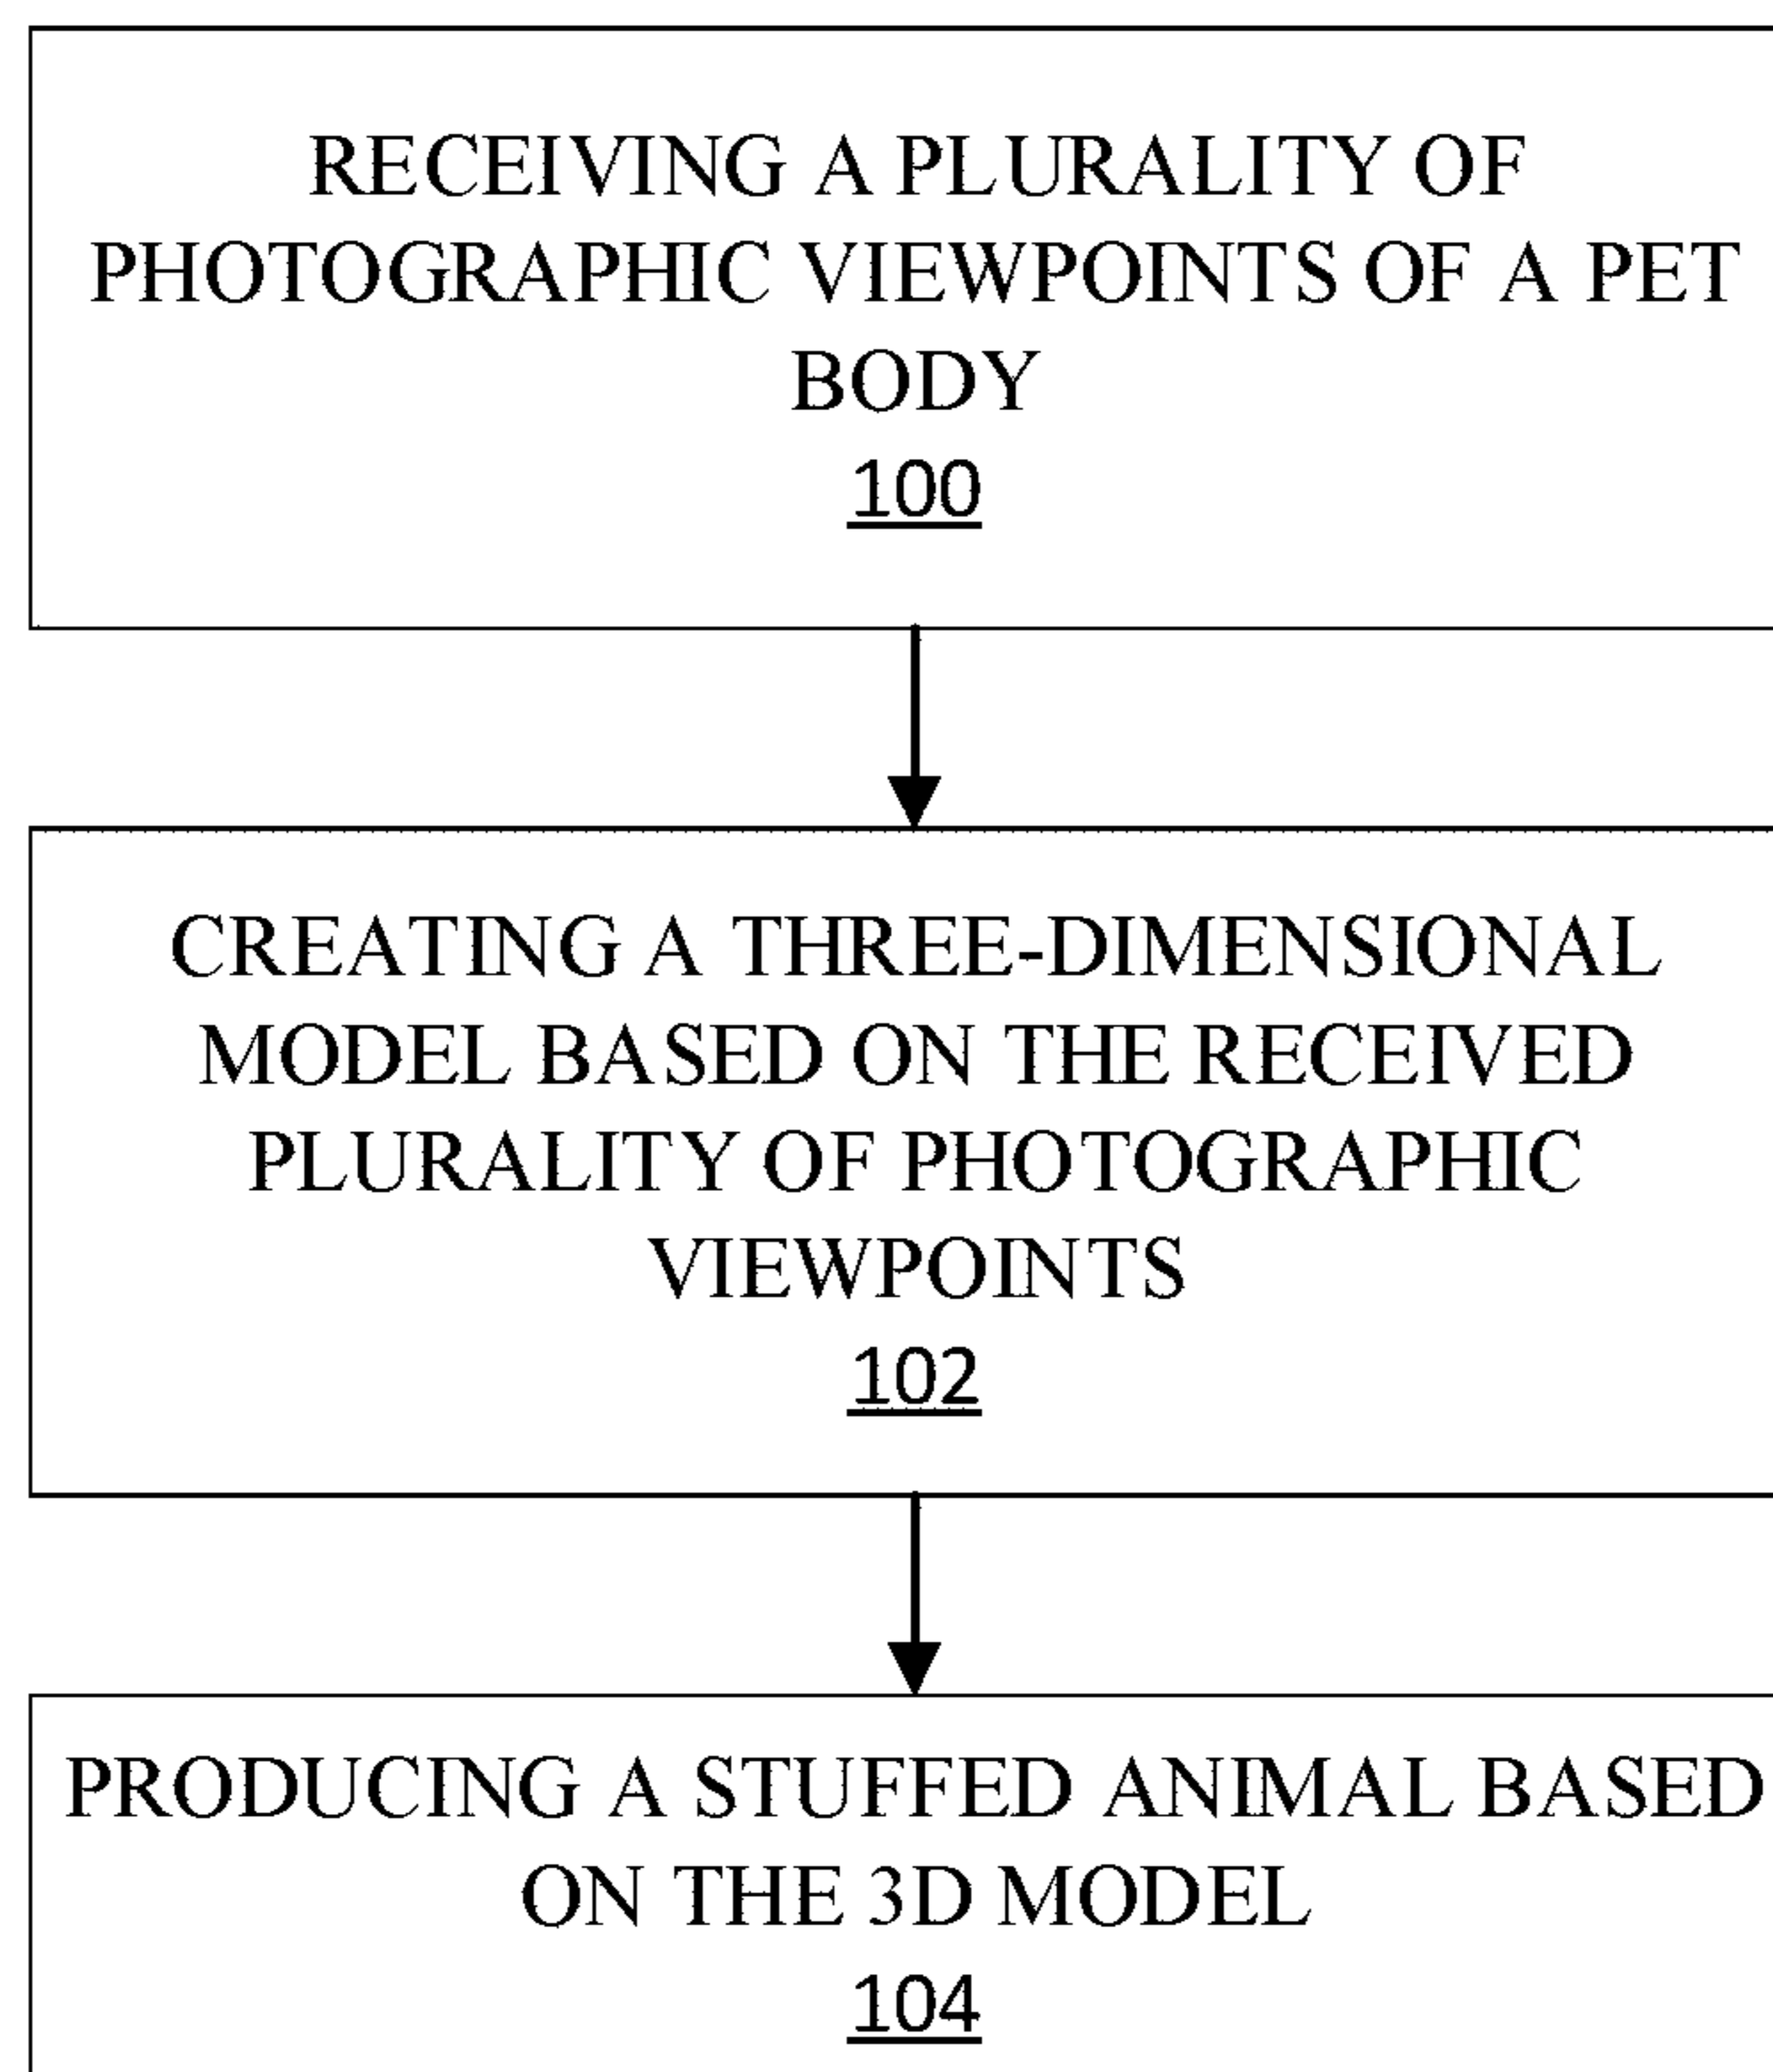 RECEIVING A PLURALITY OF
PHOTOGRAPHIC VIEWPOINTS OF A PET
BODY
100
CREATING A THREE-DIMENSIONAL
MODEL BASED ON THE RECEIVED
PLURALITY OF PHOTOGRAPHIC
VIEWPOINTS
102
PRODUCING A STUFFED ANIMAL BASED
ON THE 3D MODEL
104